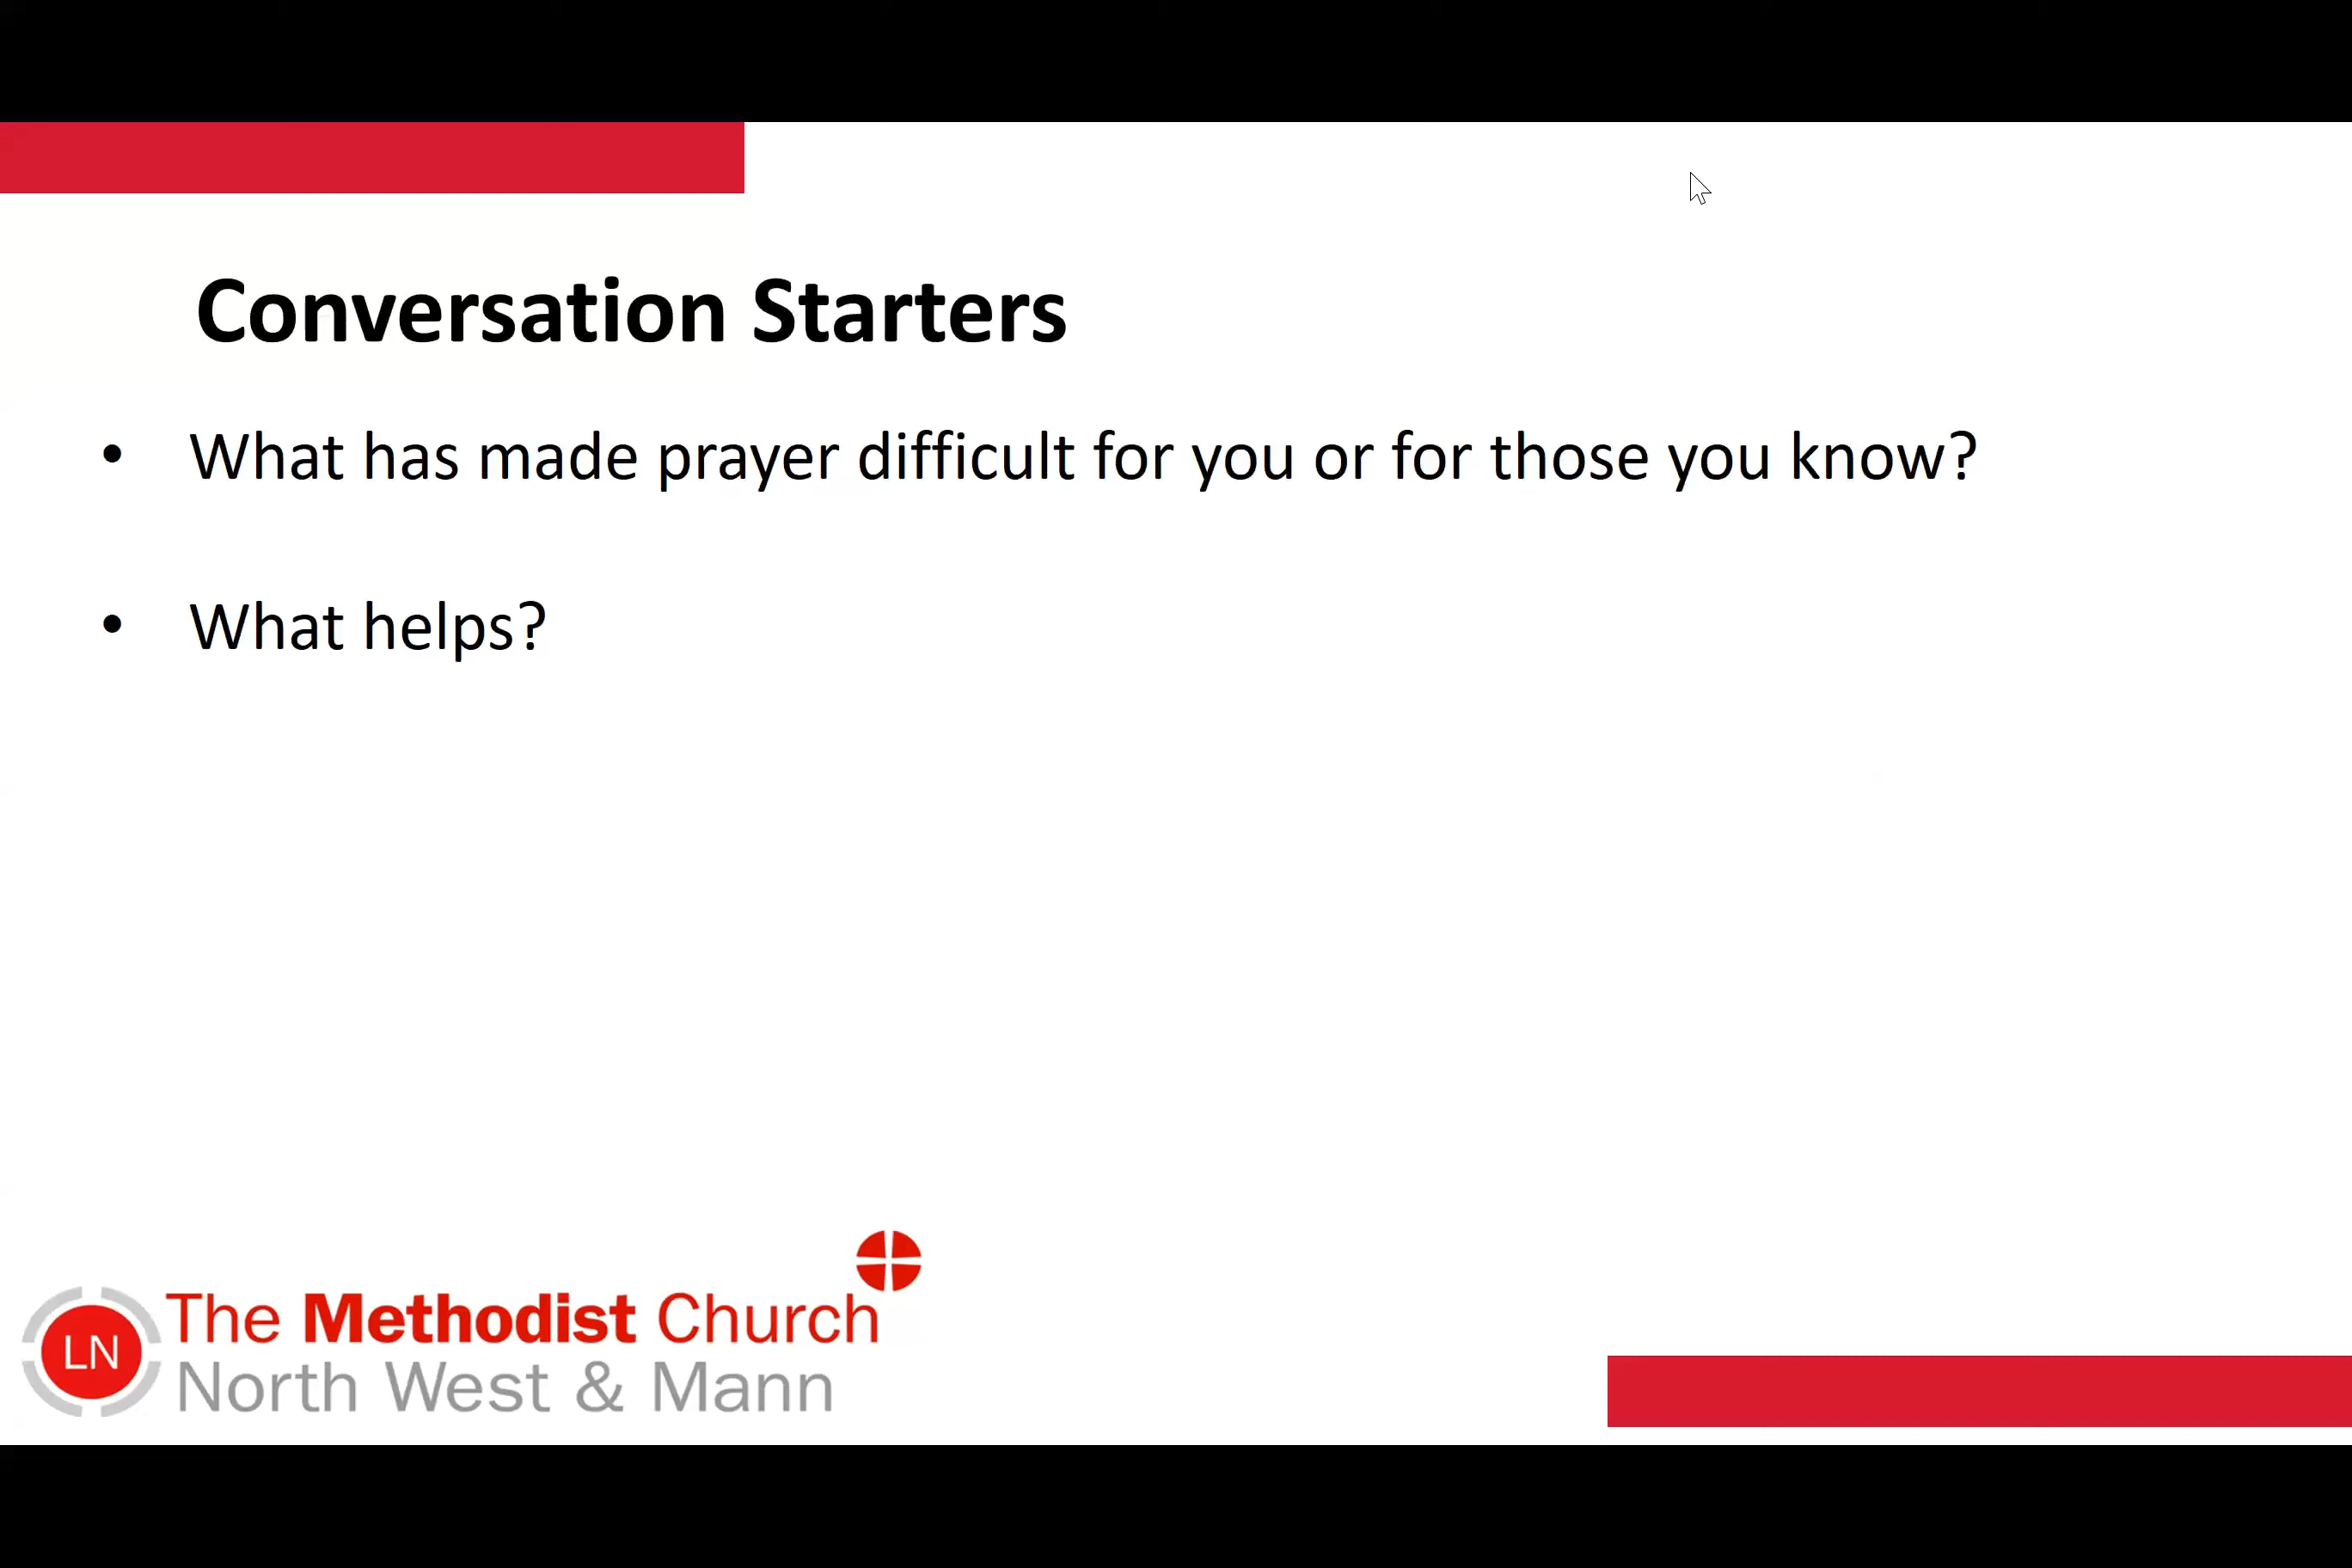 Conversation Starters
• What has made prayer difficult for you or for those you know?
• What helps?
LN
The Methodist Church
North West & Mann